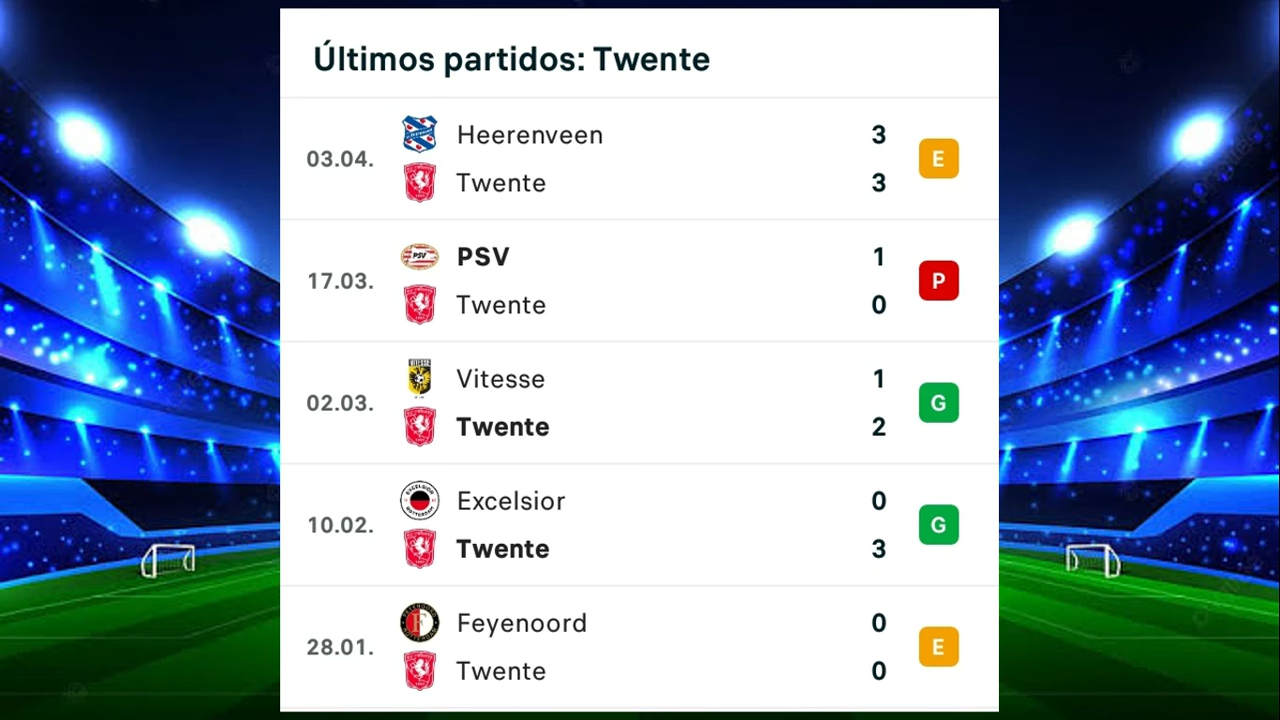 Últimos partidos: Twente
03.04.
Heerenveen 3
Twente 3
E
17.03.
PSV 1
Twente 0
P
02.03.
Vitesse 1
Twente 2
G
10.02.
Excelsior 0
Twente 3
G
28.01.
Feyenoord 0
Twente 0
E